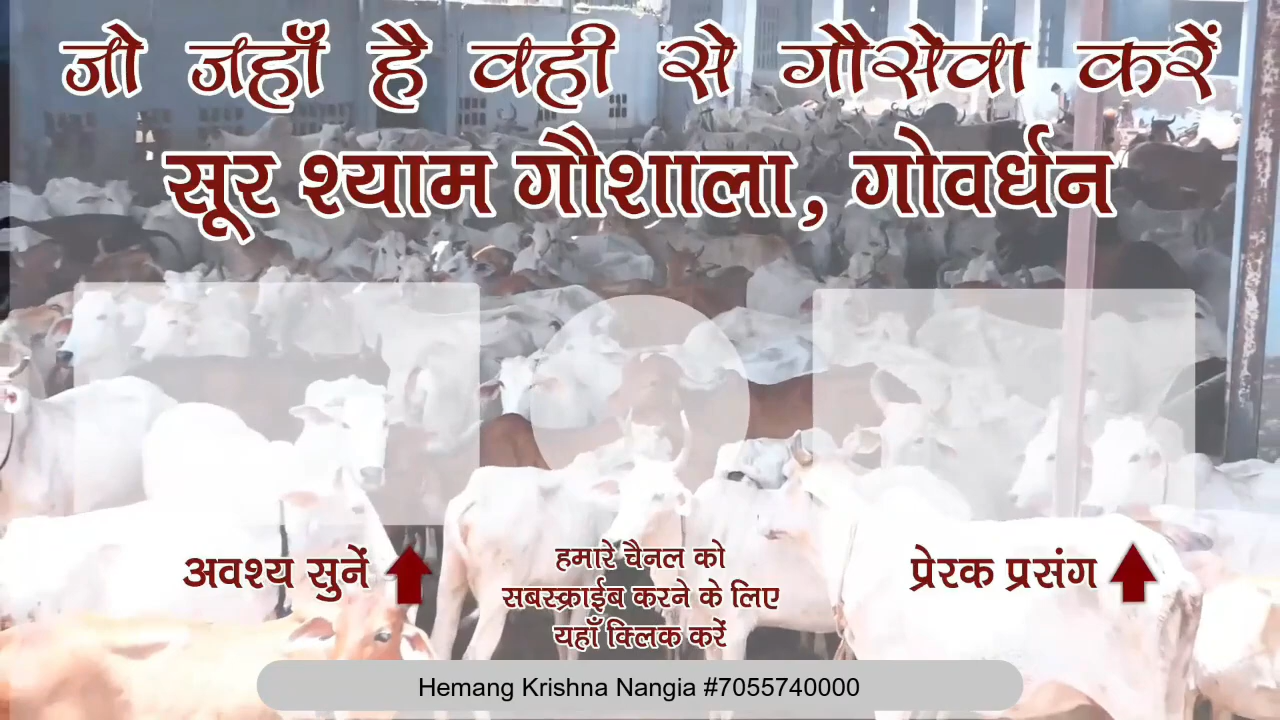 जो जहाँ है वही से गौसेवा करें
सूर श्याम गौशाला, गोवर्धन
अवश्य सुनें
हमारे चैनल को
सबस्क्राईब करने के लिए
यहाँ क्लिक करें
प्रेरक प्रसंग
Hemang Krishna Nangia #7055740000